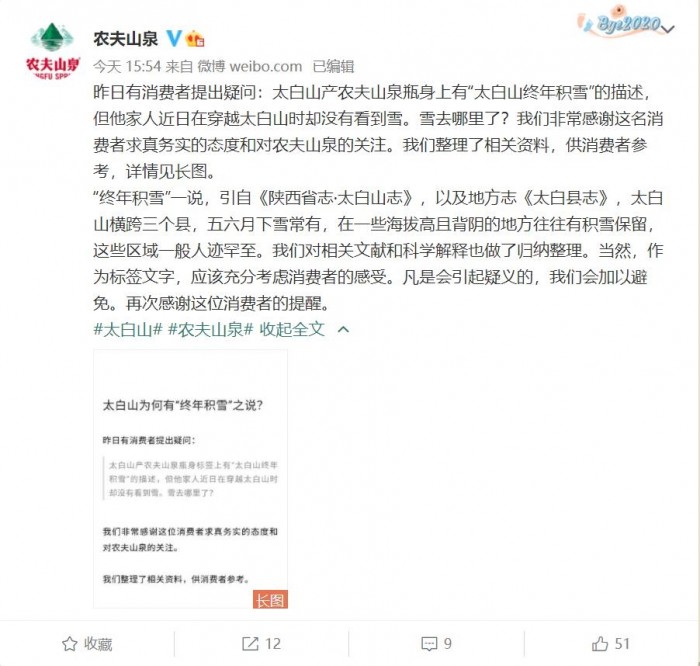 Bye2020
农夫山泉
农夫山泉
今天 15:54 来自 微博 weibo.com 已编辑
昨日有消费者提出疑问：太白山产农夫山泉瓶身上有“太白山终年积雪”的描述，
但他家人近日在穿越太白山时却没有看到雪。雪去哪里了？我们非常感谢这名消
费者求真务实的态度和对农夫山泉的关注。我们整理了相关资料，供消费者参
考，详情见长图。
“终年积雪”一说，引自《陕西省志·太白山志》，以及地方志《太白县志》，太白
山横跨三个县，五六月下雪常有，在一些海拔高且背阴的地方往往有积雪保留，
这些区域一般人迹罕至。我们对相关文献和科学解释也做了归纳整理。当然，作
为标签文字，应该充分考虑消费者的感受。凡是会引起疑义的，我们会加以避
免。再次感谢这位消费者的提醒。
#太白山# #农夫山泉# 收起全文
太白山为何有“终年积雪”之说？
昨日有消费者提出疑问：
太白山产农夫山泉瓶身标签上有“太白山终年
积雪”的描述，但他家人近日在穿越太白山时
却没有看到雪。雪去哪里了？
我们非常感谢这位消费者求真务实的态度和
对农夫山泉的关注。
我们整理了相关资料，供消费者参考。
长图
收藏
12
9
51